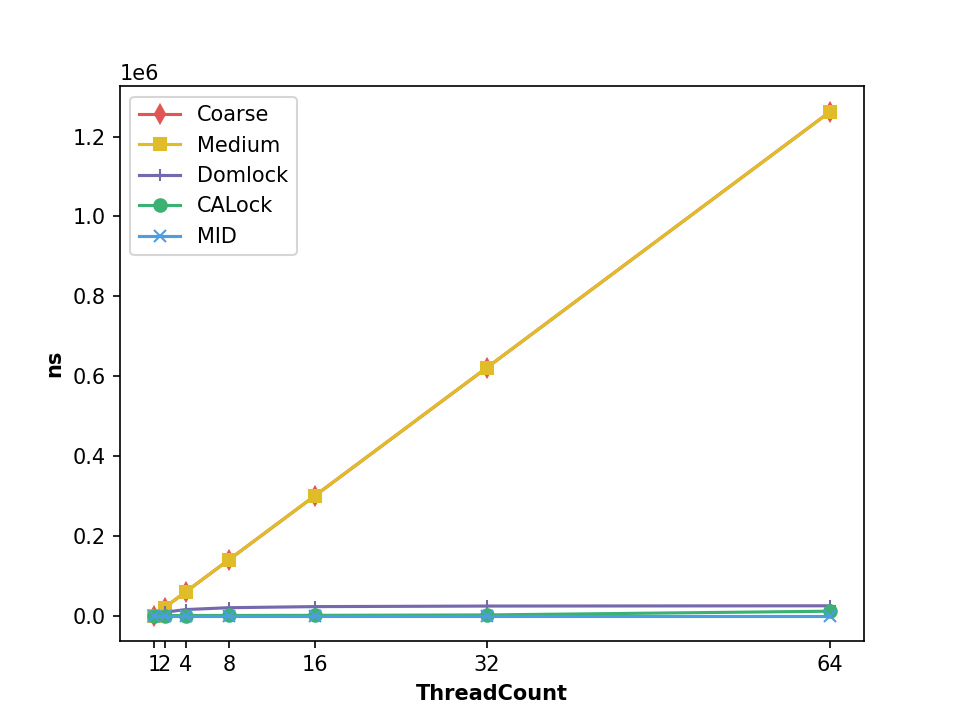 1e6
Coarse
Medium
Domlock
CALock
MID
1.2
1.0
0.8
0.6
0.4
0.2
0.0
ns
1 2 4 8 16 32 64
ThreadCount